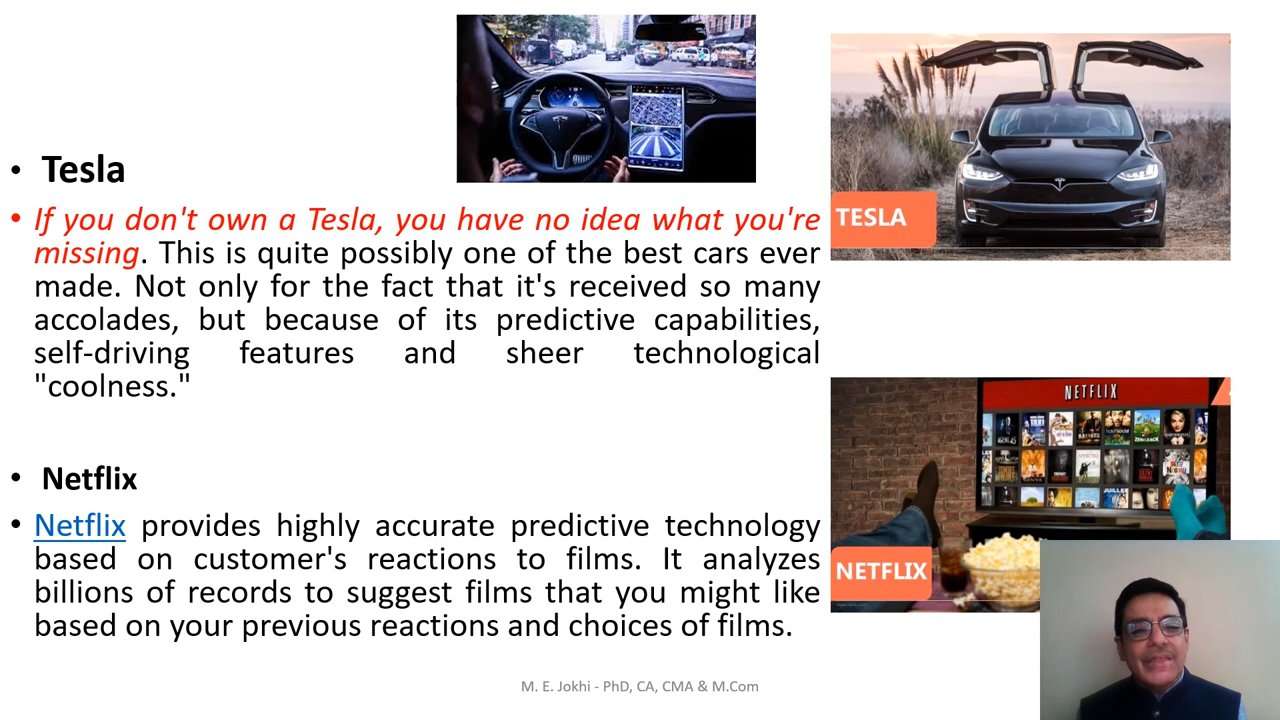 Tesla
If you don't own a Tesla, you have no idea what you're
missing. This is quite possibly one of the best cars ever
made. Not only for the fact that it's received so many
accolades, but because of its predictive capabilities,
self-driving features and sheer technological
"coolness."
TESLA
Netflix
Netflix provides highly accurate predictive technology
based on customer's reactions to films. It analyzes
billions of records to suggest films that you might like
based on your previous reactions and choices of films.
NETFLIX
NETFLIX
M. E. Jokhi - PhD, CA, CMA & M.Com